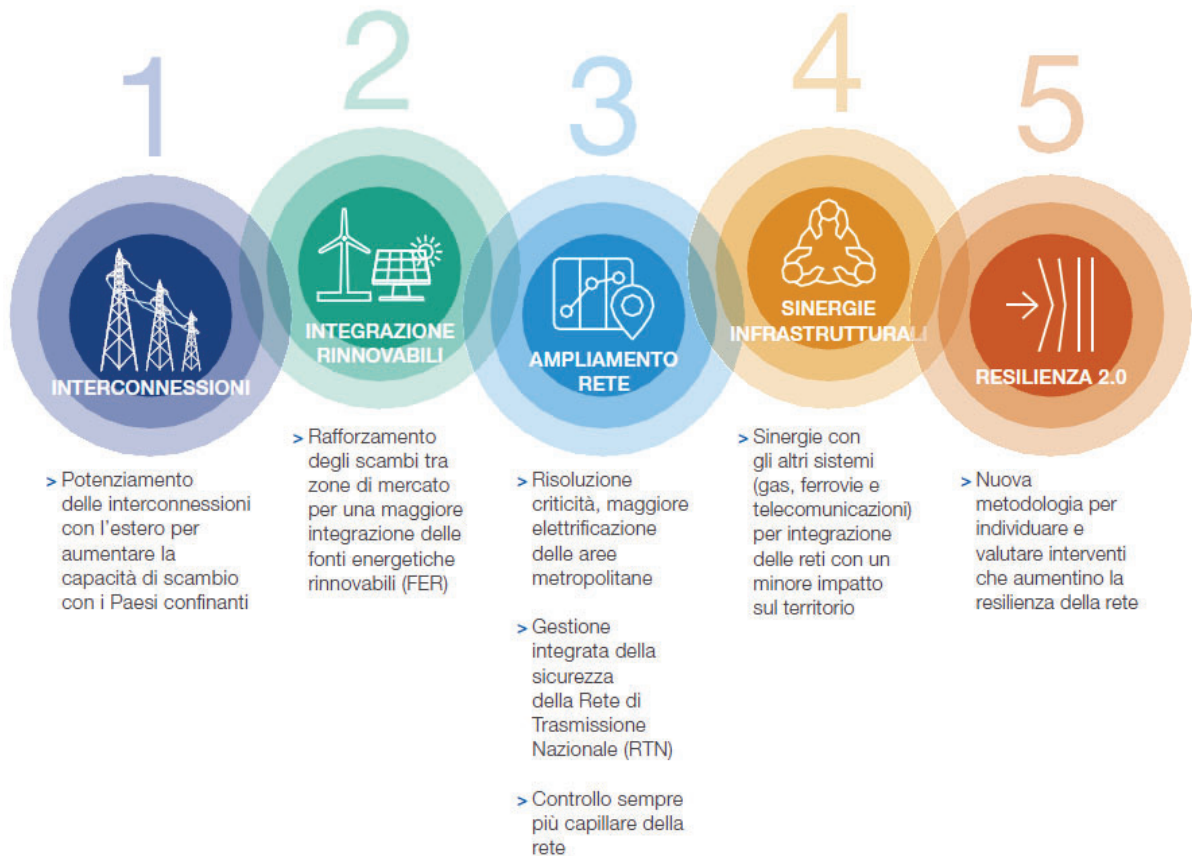 1
INTERCONNESSIONI
> Potenziamento
delle interconnessioni
con l'estero per
aumentare la
capacità di scambio
con i Paesi confinanti
2
INTEGRAZIONE
RINNOVABILI
> Rafforzamento
degli scambi tra
zone di mercato
per una maggiore
integrazione delle
fonti energetiche
rinnovabili (FER)
3
AMPLIAMENTO
RETE
> Risoluzione
criticità, maggiore
elettrificazione
delle aree
metropolitane
> Gestione
integrata della
sicurezza
della Rete di
Trasmissione
Nazionale (RTN)
> Controllo sempre
più capillare della
rete
4
SINERGIE
INFRASTRUTTURALI
> Sinergie con
gli altri sistemi
(gas, ferrovie e
telecomunicazioni)
per integrazione
delle reti con un
minore impatto
sul territorio
5
RESILIENZA 2.0
> Nuova
metodologia per
individuare e
valutare interventi
che aumentino la
resilienza della rete